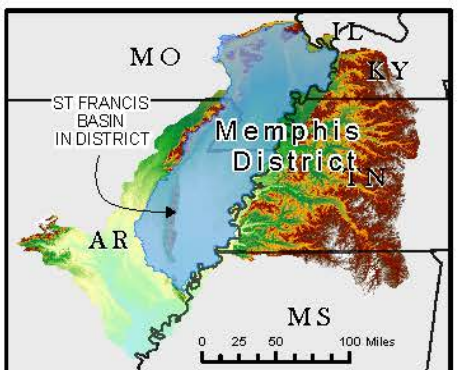 IL
MO
KY
ST FRANCIS
BASIN
IN DISTRICT
Memphis
District
TN
AR
MS
0 25 50 100 Miles